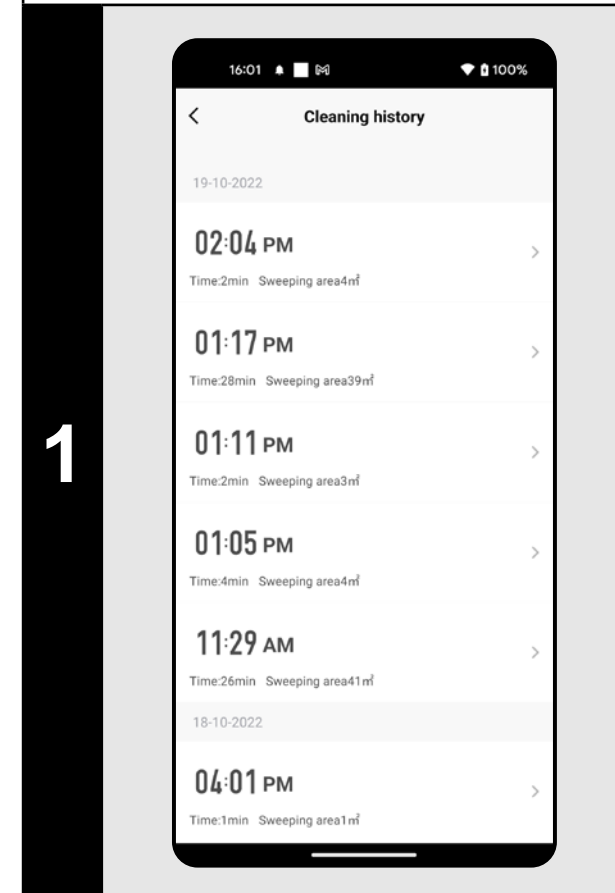 16:01 100%
Cleaning history
19-10-2022
02:04 PM
Time:2min Sweeping area4㎡
01:17 PM
Time:28min Sweeping area39㎡
01:11 PM
Time:2min Sweeping area3㎡
1
01:05 PM
Time:4min Sweeping area4㎡
11:29 AM
Time:26min Sweeping area41㎡
18-10-2022
04:01 PM
Time:1min Sweeping area1㎡